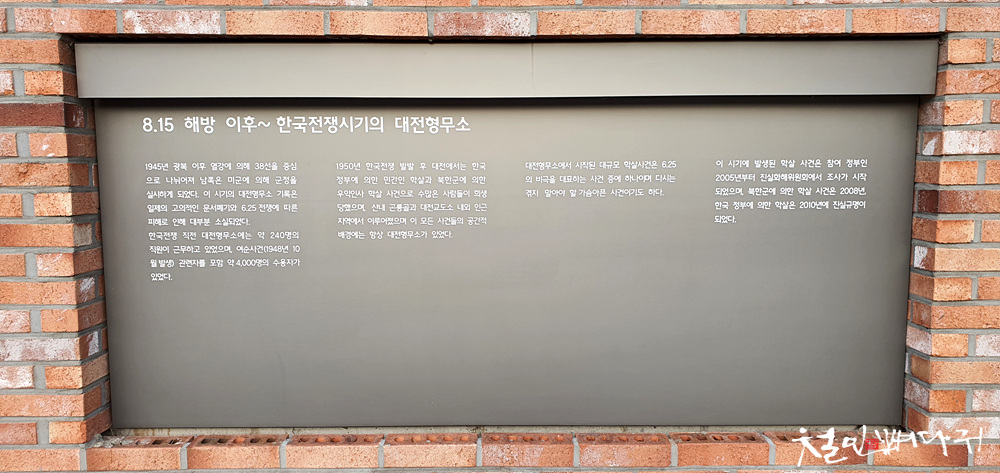 8.15 해방 이후~ 한국전쟁시기의 대전형무소
1945년 광복 이후 열강에 의해 38선을 중심
으로 나뉘어져 남쪽은 미군에 의해 군정을
실시하게 되었다. 이 시기의 대전형무소 기록은
일제의 고의적인 문서폐기와 6.25 전쟁에 따른
피해로 인해 대부분 소실되었다.
한국전쟁 직전 대전형무소에는 약 240명의
직원이 근무하고 있었으며, 여순사건(1948년 10
월 발생) 관련자를 포함 약 4,000명의 수용자가
있었다.
1950년 한국전쟁 발발 후 대전에서는 한국
정부에 의한 민간인 학살과 북한군에 의한
우익인사 학살 사건으로 수많은 사람들이 희생
당했으며, 산내 곤룡골과 대전교도소 내외 인근
지역에서 이루어졌으며 이 모든 사건들의 공간적
배경에는 항상 대전형무소가 있었다.
대전형무소에서 시작된 대규모 학살사건은 6.25
의 비극을 대표하는 사건 중에 하나이며 다시는
겪지 말아야 할 가슴아픈 사건이기도 하다.
이 시기에 발생된 학살 사건은 참여 정부인
2005년부터 진실화해위원회에서 조사가 시작
되었으며, 북한군에 의한 학살 사건은 2008년,
한국 정부에 의한 학살은 2010년에 진실규명이
되었다.